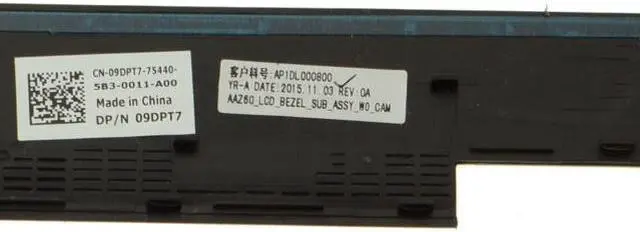 CN-09DPT7-75440-
5B3-0011-A00
Made in China
DP/N 09DPT7
客户料号: AP1DL000800
YR-A DATE: 2015.11.03 REV: 0A
AAZ60_LCD_BEZEL_SUB_ASSY_WO_CAM